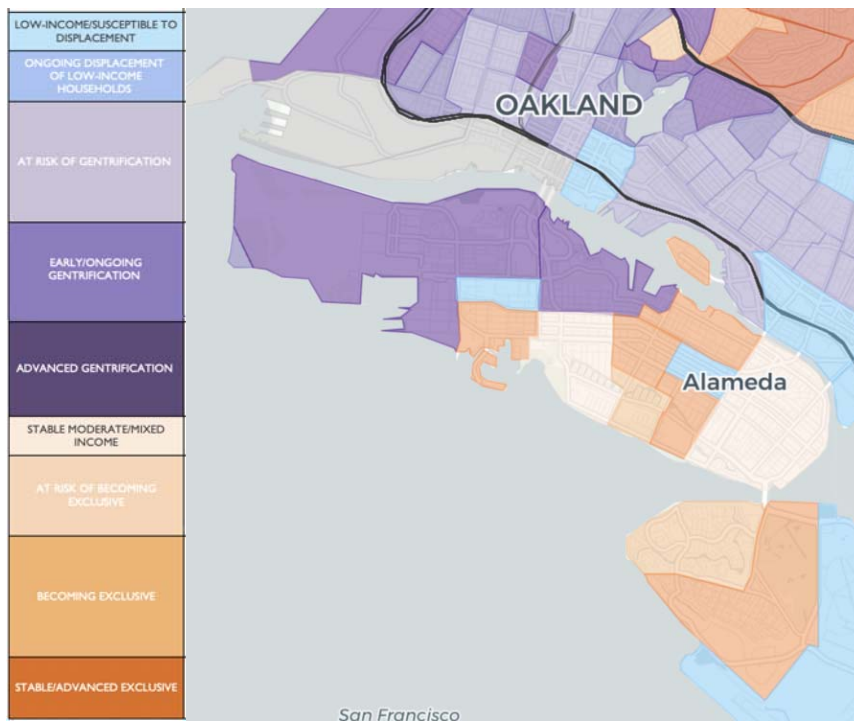 LOW-INCOME/SUSCEPTIBLE TO
DISPLACEMENT
ONGOING DISPLACEMENT
OF LOW-INCOME
HOUSEHOLDS
AT RISK OF GENTRIFICATION
EARLY/ONGOING
GENTRIFICATION
ADVANCED GENTRIFICATION
STABLE MODERATE/MIXED
INCOME
AT RISK OF BECOMING
EXCLUSIVE
BECOMING EXCLUSIVE
STABLE/ADVANCED EXCLUSIVE
OAKLAND
Alameda
San Francisco